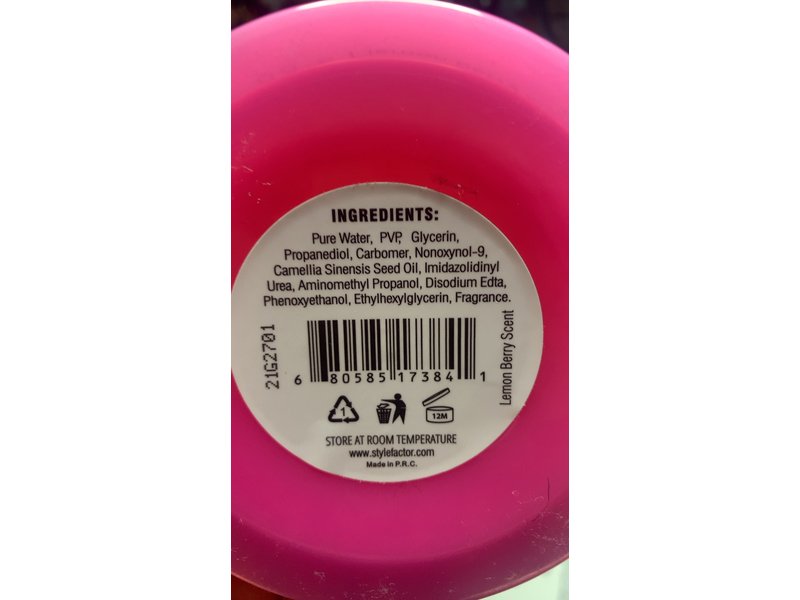 INGREDIENTS:
Pure Water, PVP, Glycerin,
Propanediol, Carbomer, Nonoxynol-9,
Camellia Sinensis Seed Oil, Imidazolidinyl
Urea, Aminomethyl Propanol, Disodium Edta,
Phenoxyethanol, Ethylhexylglycerin, Fragrance.
21G2701
Lemon Berry Scent
6 80585 17384 1
1
12M
STORE AT ROOM TEMPERATURE
www.stylefactor.com
Made in P.R.C.